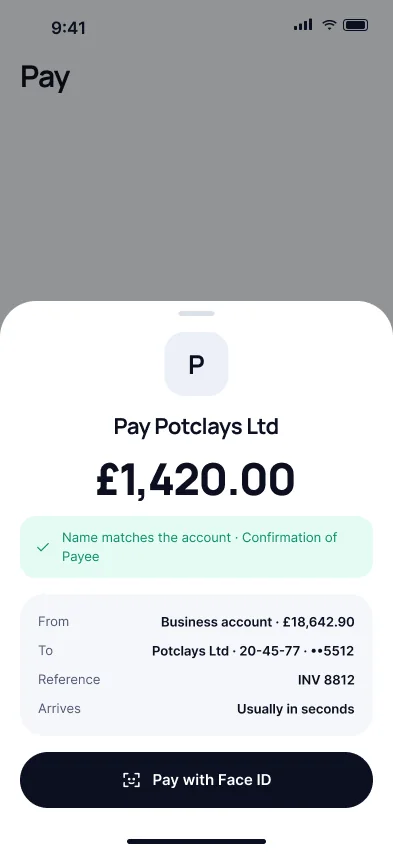 9:41
Pay
P
Pay Potclays Ltd
£1,420.00
Name matches the account · Confirmation of
Payee
From Business account · £18,642.90
To Potclays Ltd · 20-45-77 · ••5512
Reference INV 8812
Arrives Usually in seconds
Pay with Face ID